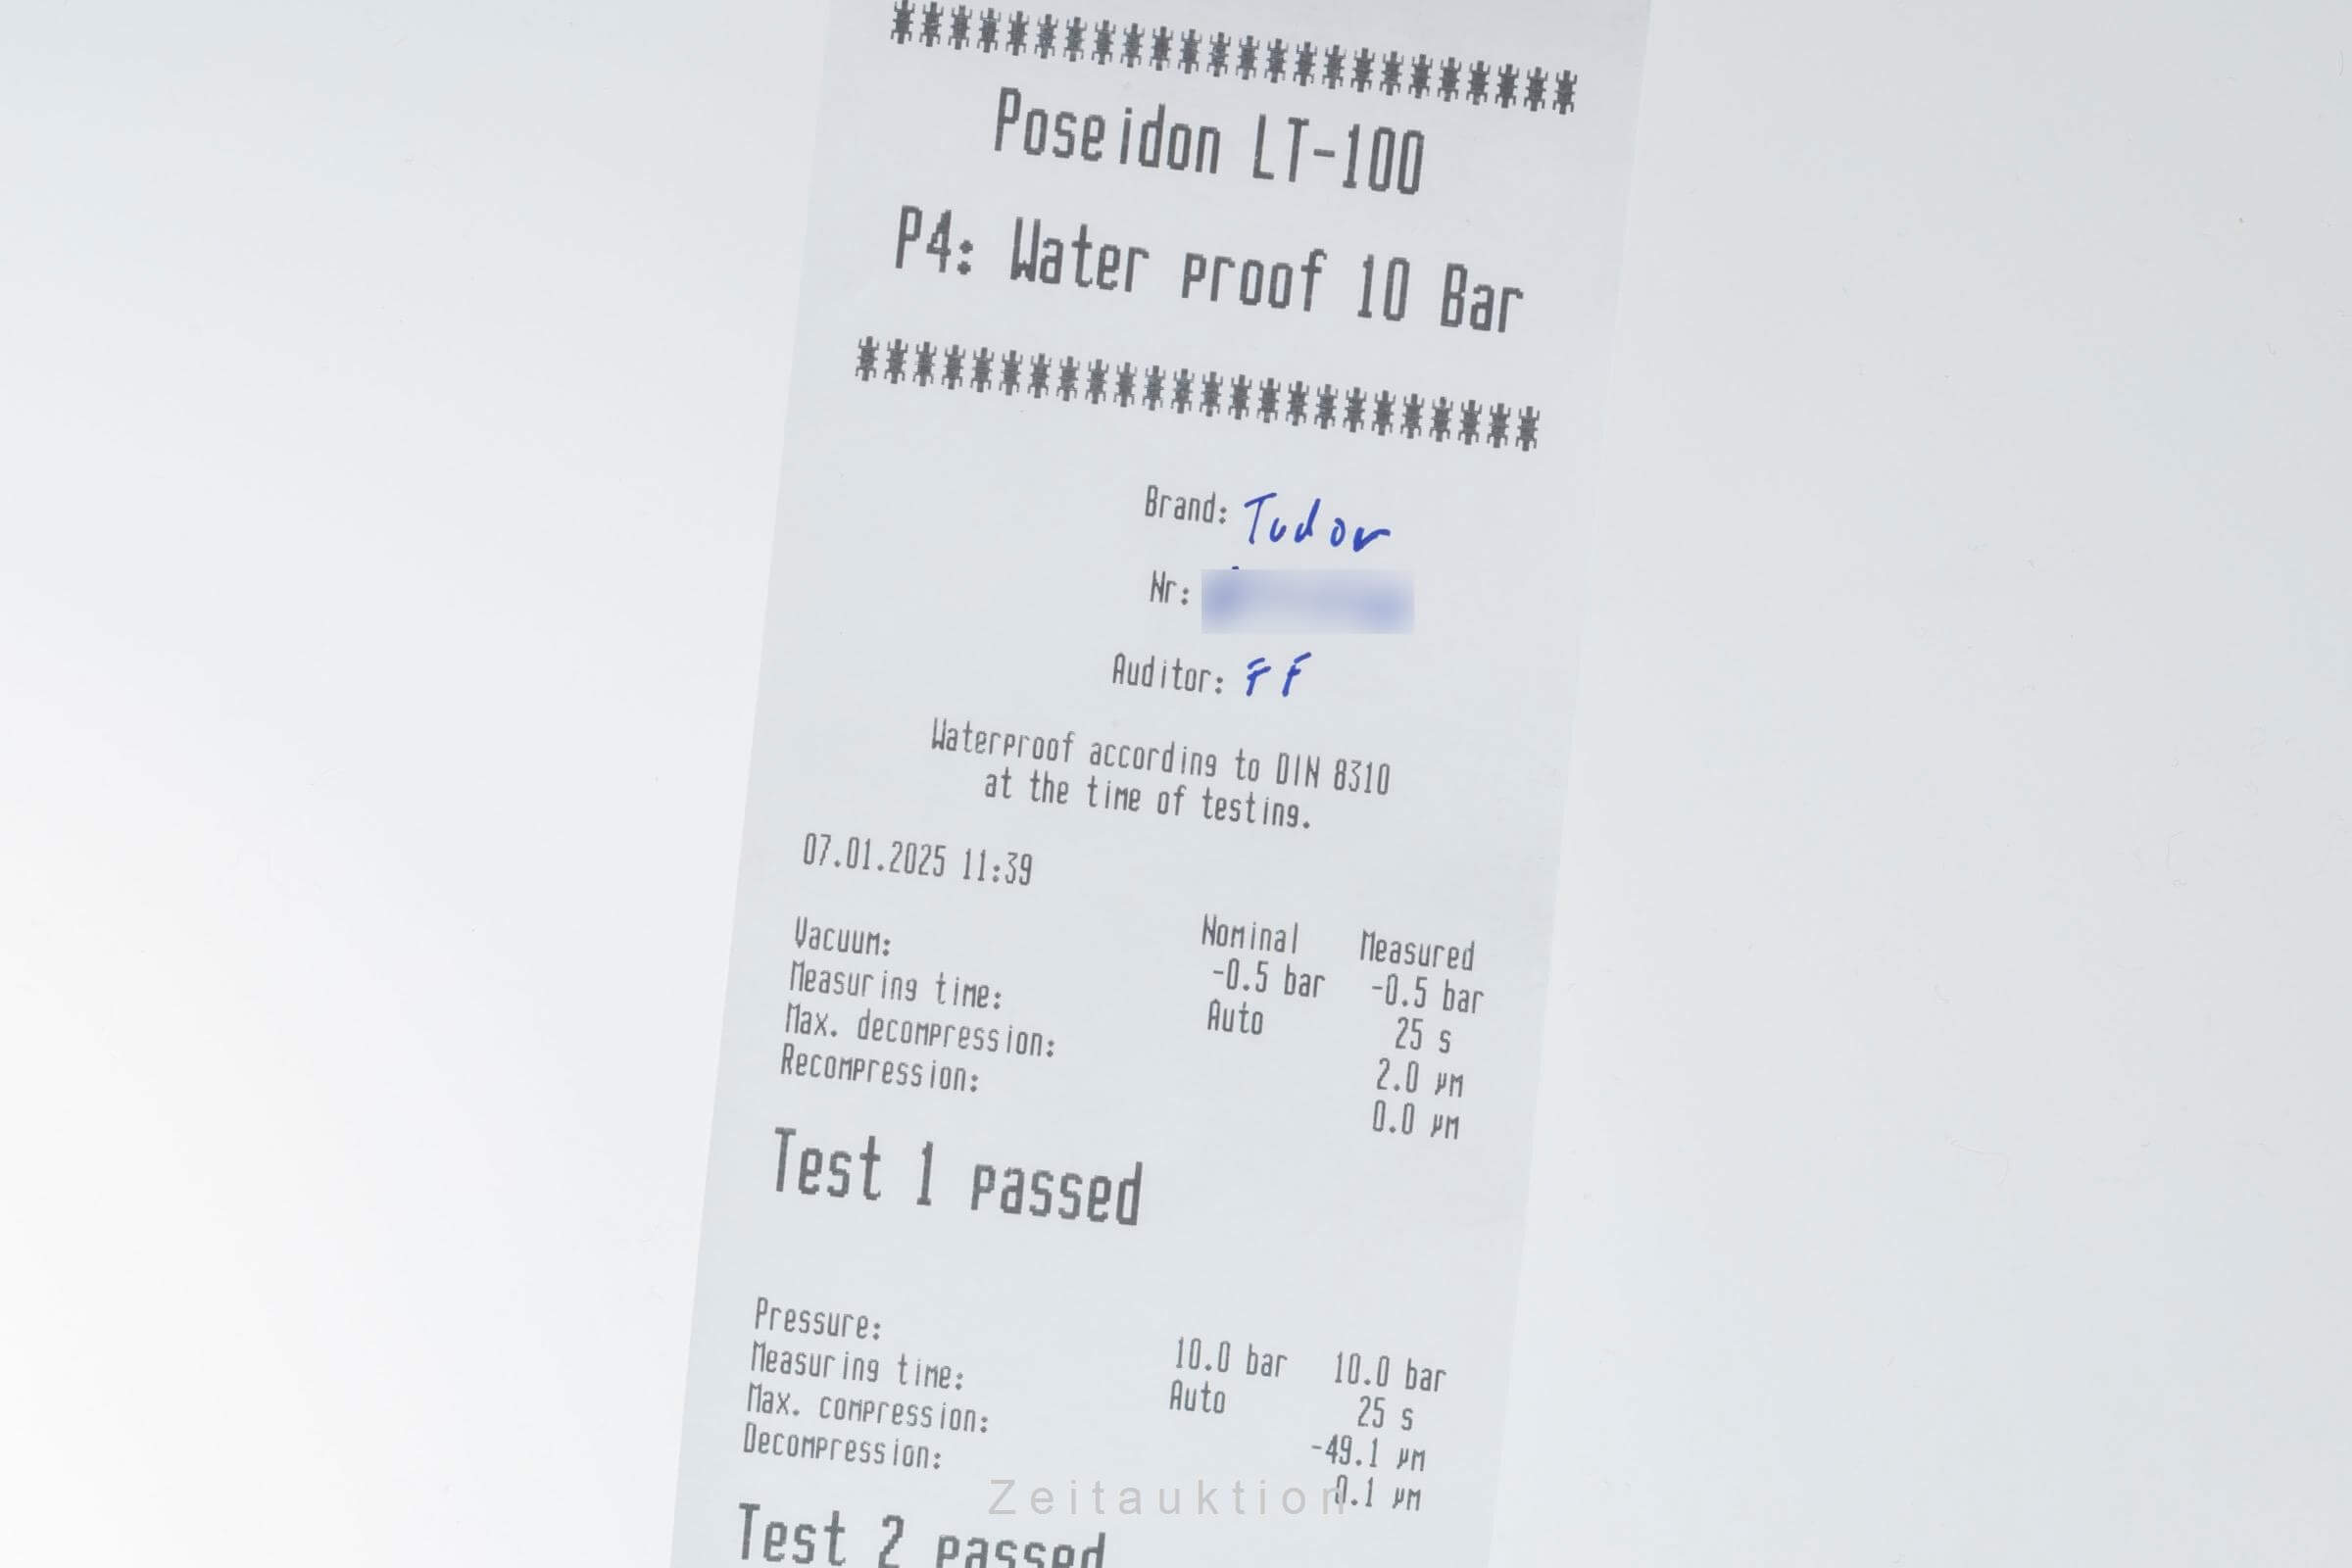 ************************
Poseidon LT-100
P4: Water proof 10 Bar
************************
Brand: Tudor
Nr:
Auditor: FF
Waterproof according to DIN 8310
at the time of testing.
07.01.2025 11:39
Nominal Measured
Vacuum: -0.5 bar -0.5 bar
Measuring time: Auto 25 s
Max. decompression: 2.0 µm
Recompression: 0.0 µm
Test 1 passed
Pressure: 10.0 bar 10.0 bar
Measuring time: Auto 25 s
Max. compression: -49.1 µm
Decompression: 0.1 µm
Zeitauktion
Test 2 passed